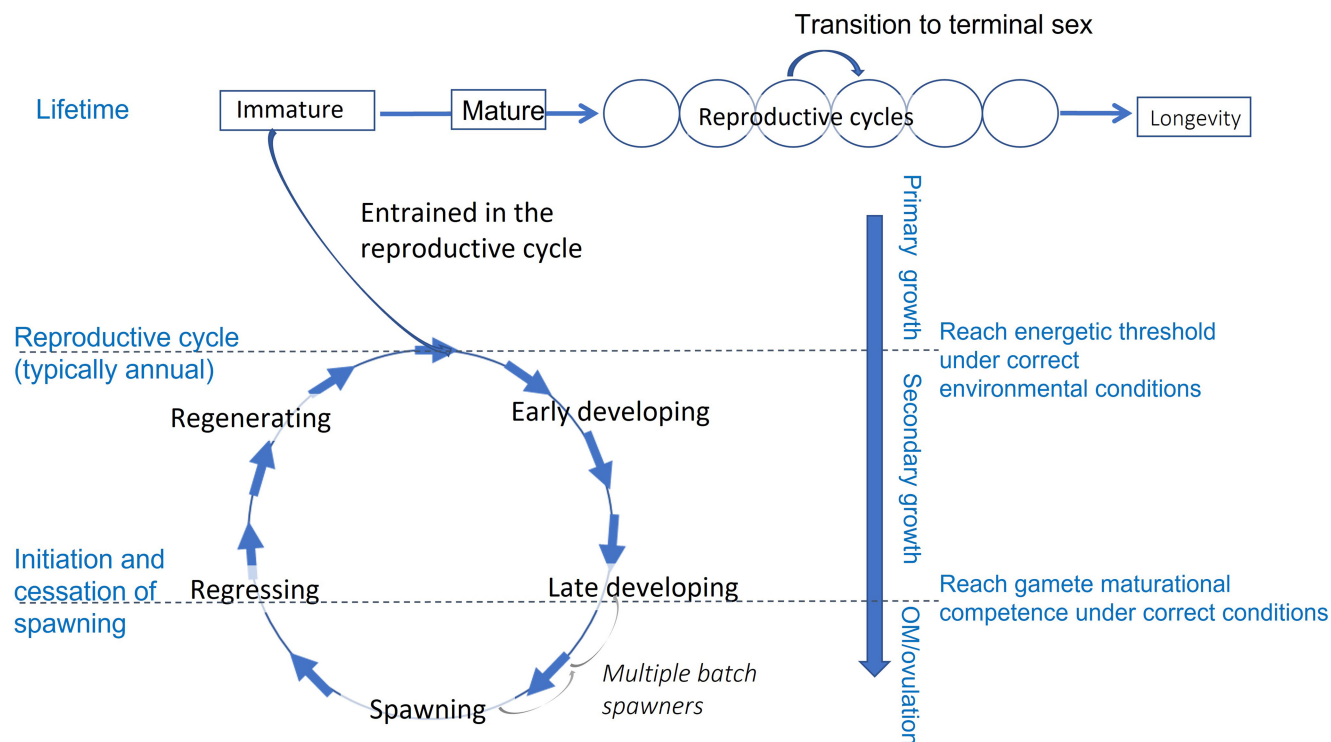 Transition to terminal sex
Lifetime
Immature
Mature
Reproductive cycles
Longevity
Entrained in the
reproductive cycle
Primary growth
Reproductive cycle
(typically annual)
Reach energetic threshold
under correct
environmental conditions
Regenerating
Early developing
Secondary growth
Initiation and
cessation of
spawning
Regressing
Late developing
Reach gamete maturational
competence under correct conditions
OM/ovulation
Multiple batch
spawners
Spawning